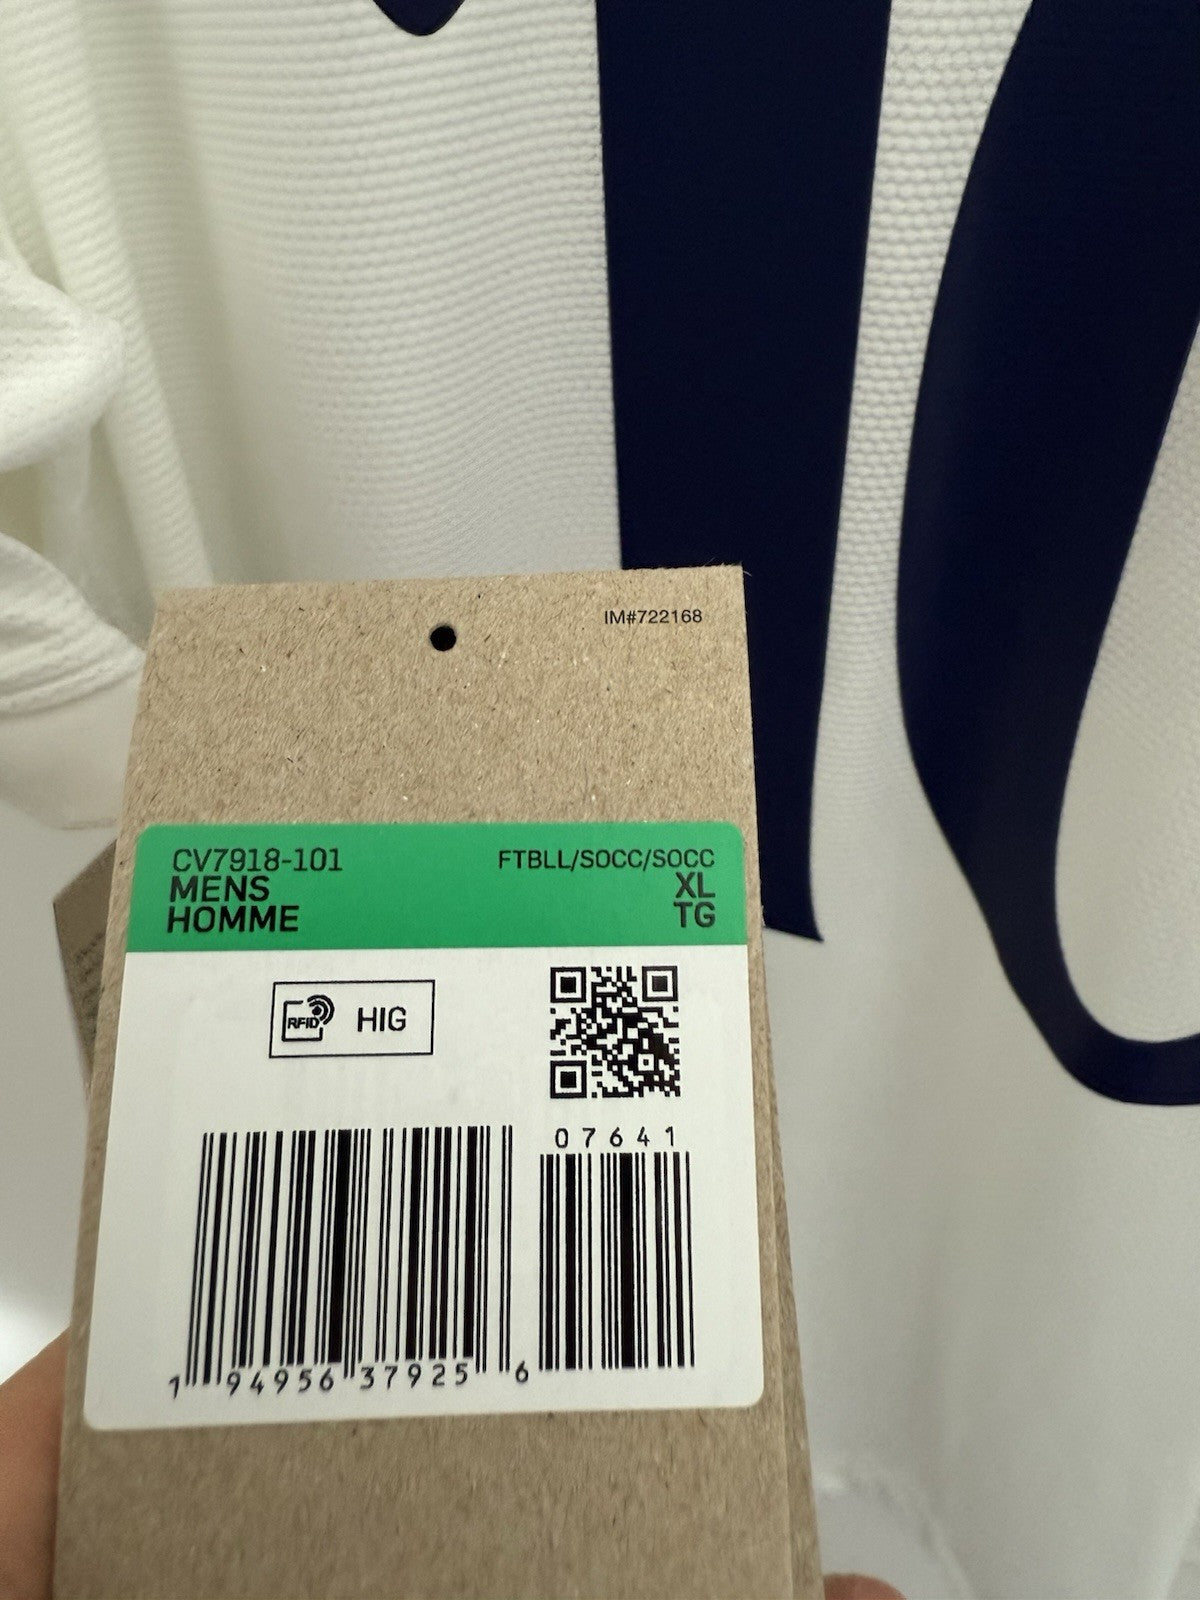 IM#722168
CV7918-101 FTBLL/SOCC/SOCC
MENS XL
HOMME TG
RFID HIG
07641
1 94956 37925 6